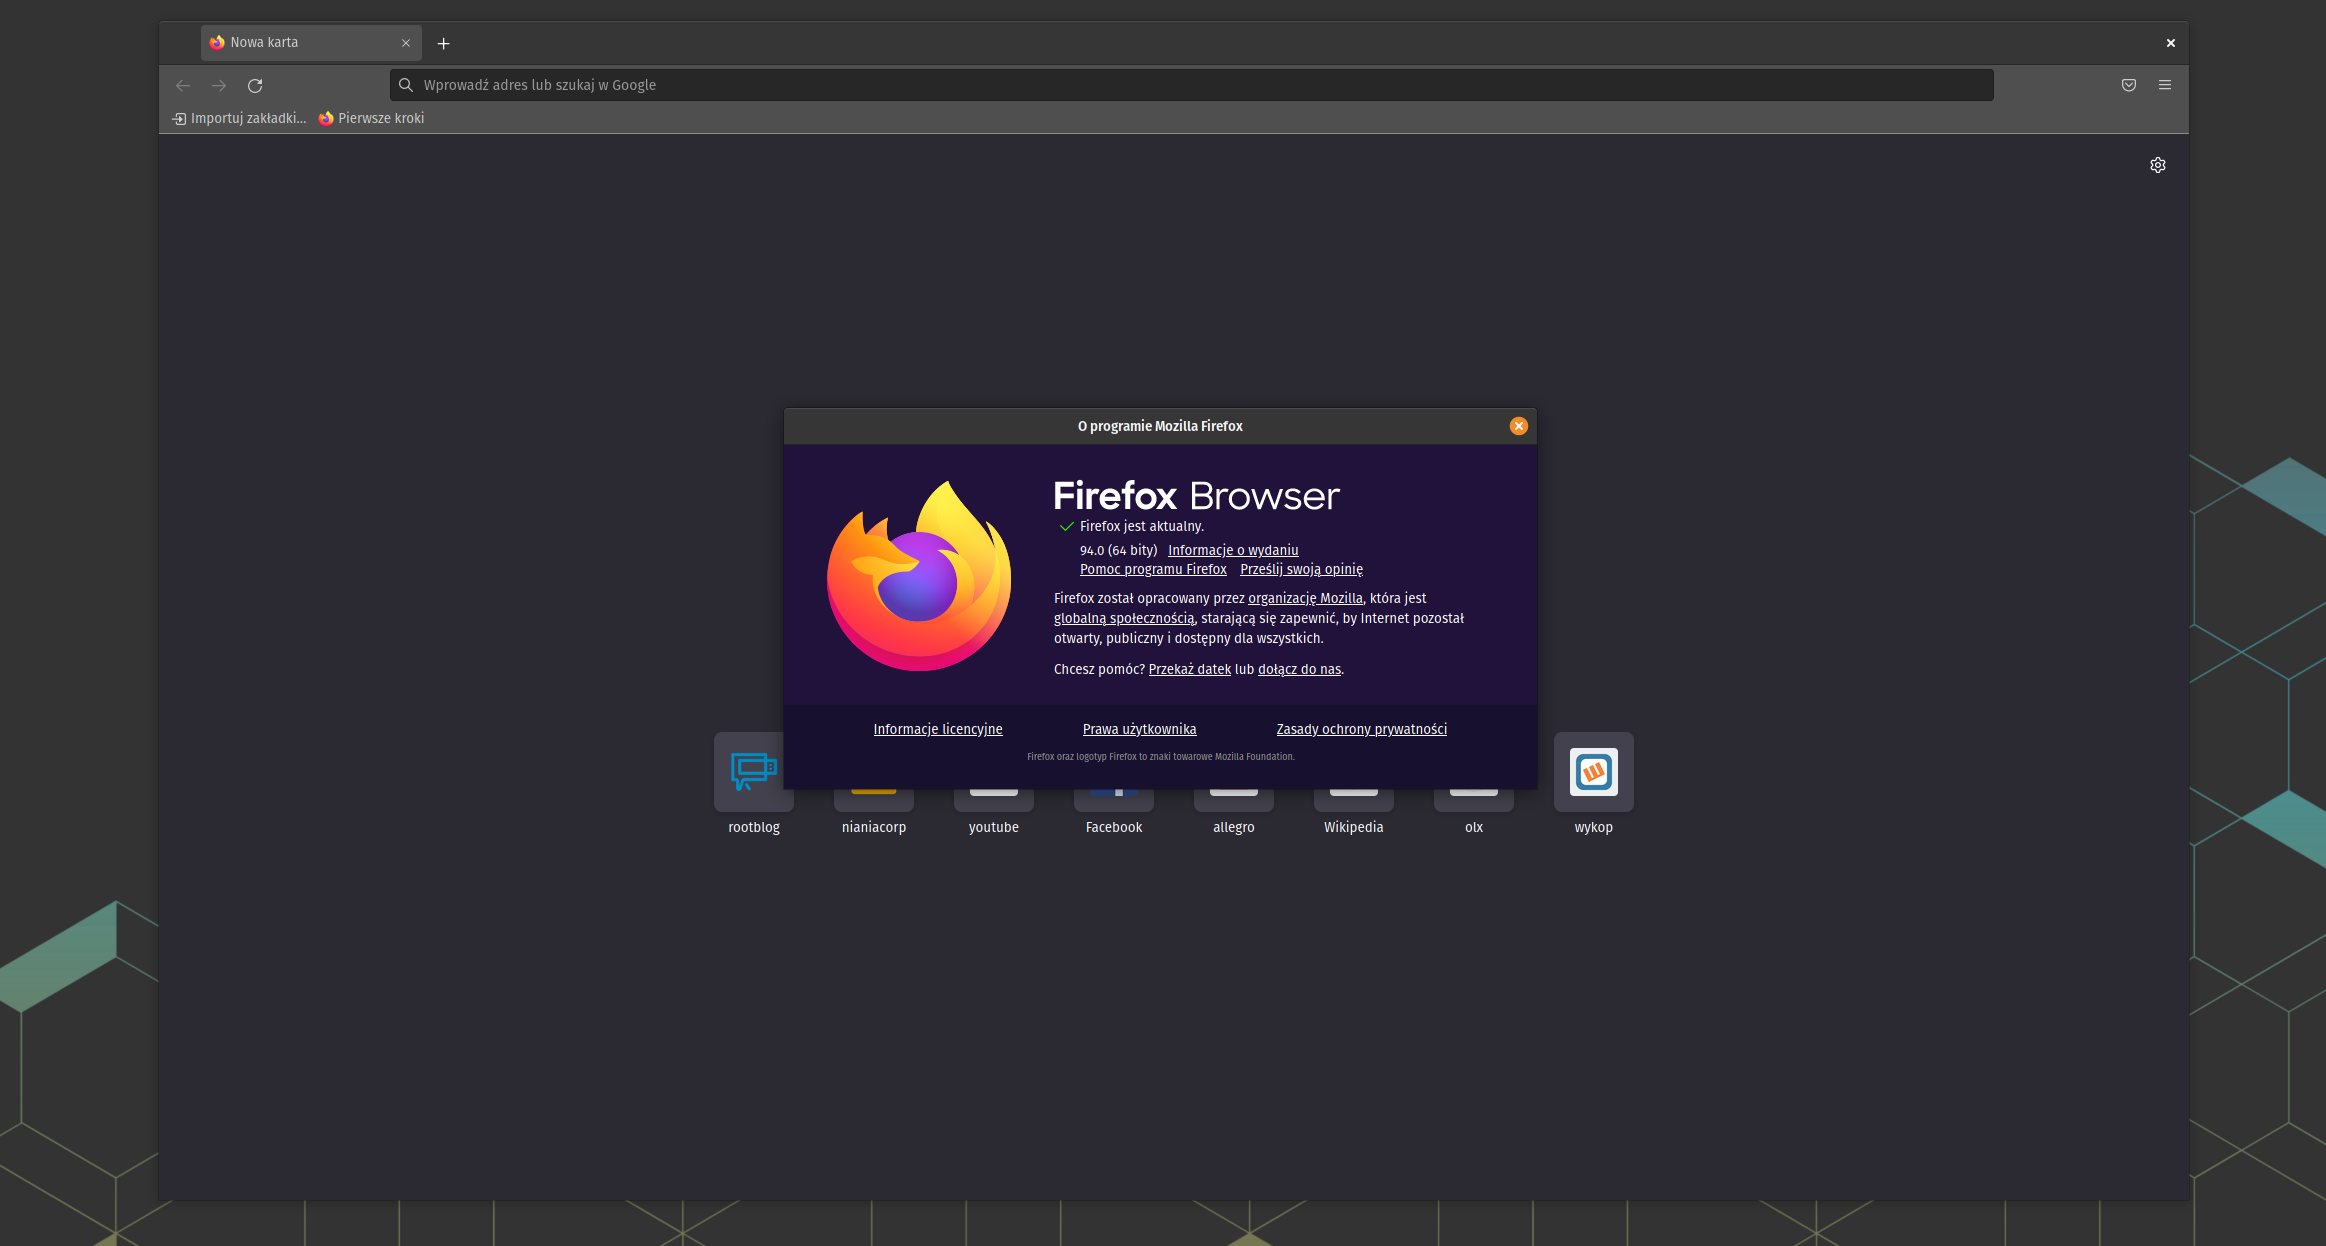 Nowa karta
Wprowadź adres lub szukaj w Google
Importuj zakładki... Pierwsze kroki
O programie Mozilla Firefox
Firefox Browser
Firefox jest aktualny.
94.0 (64 bity) Informacje o wydaniu
Pomoc programu Firefox Prześlij swoją opinię
Firefox został opracowany przez organizację Mozilla, która jest
globalną społecznością, starającą się zapewnić, by Internet pozostał
otwarty, publiczny i dostępny dla wszystkich.
Chcesz pomóc? Przekaż datek lub dołącz do nas.
Informacje licencyjne Prawa użytkownika Zasady ochrony prywatności
Firefox oraz logotyp Firefox to znaki towarowe Mozilla Foundation.
rootblog nianiacorp youtube Facebook allegro Wikipedia olx wykop